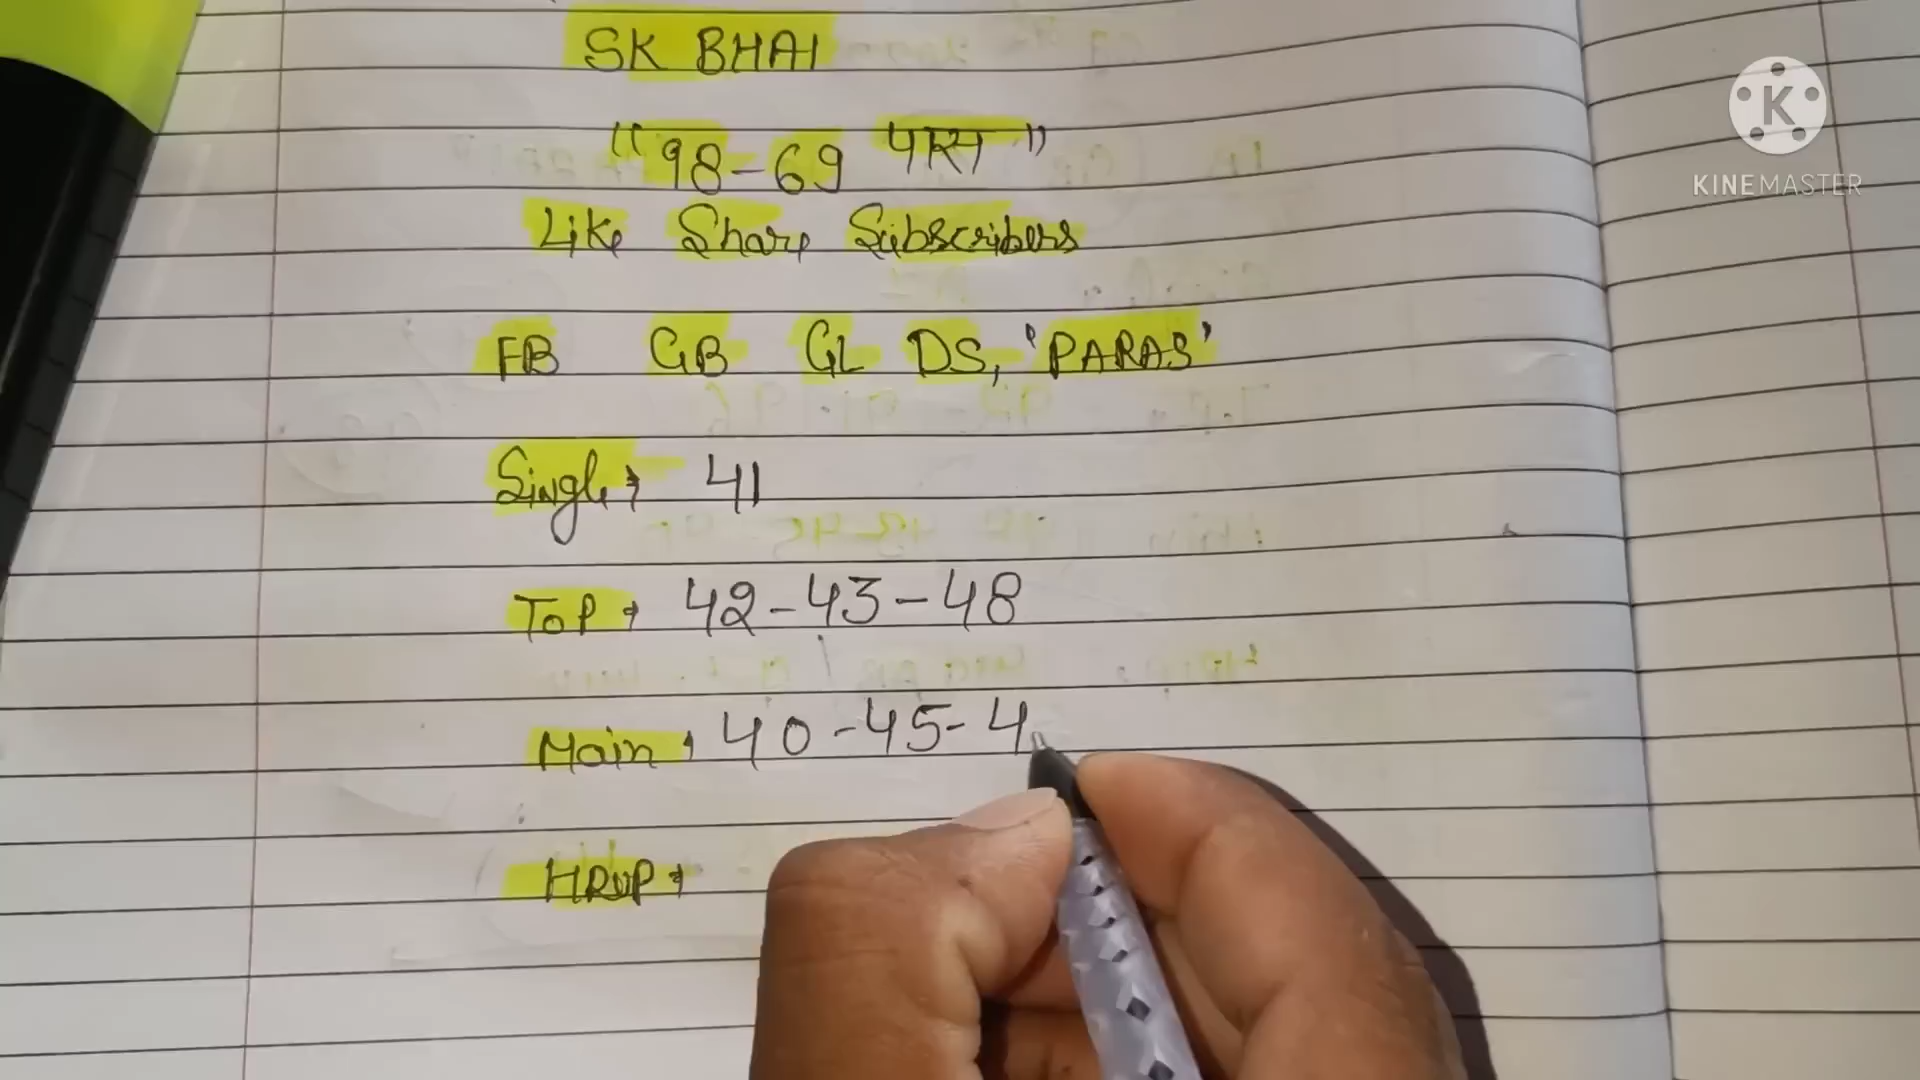 SK BHAI
"98-69 पास"
Like Share Subscribers
FB GB GL DS, 'PARAS'
Single → 41
Top → 42-43-48
Main → 40-45-4
HRUP →
KINEMASTER